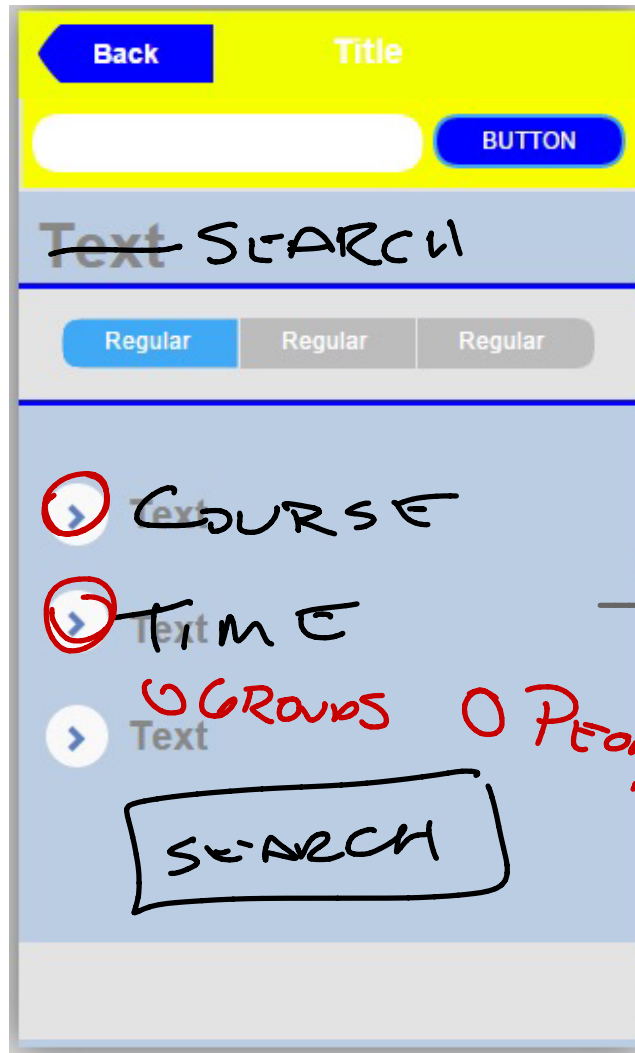 Back Title
BUTTON
Text SEARCH
Regular Regular Regular
Text COURSE
Text TIME
GROUPS
Text
SEARCH